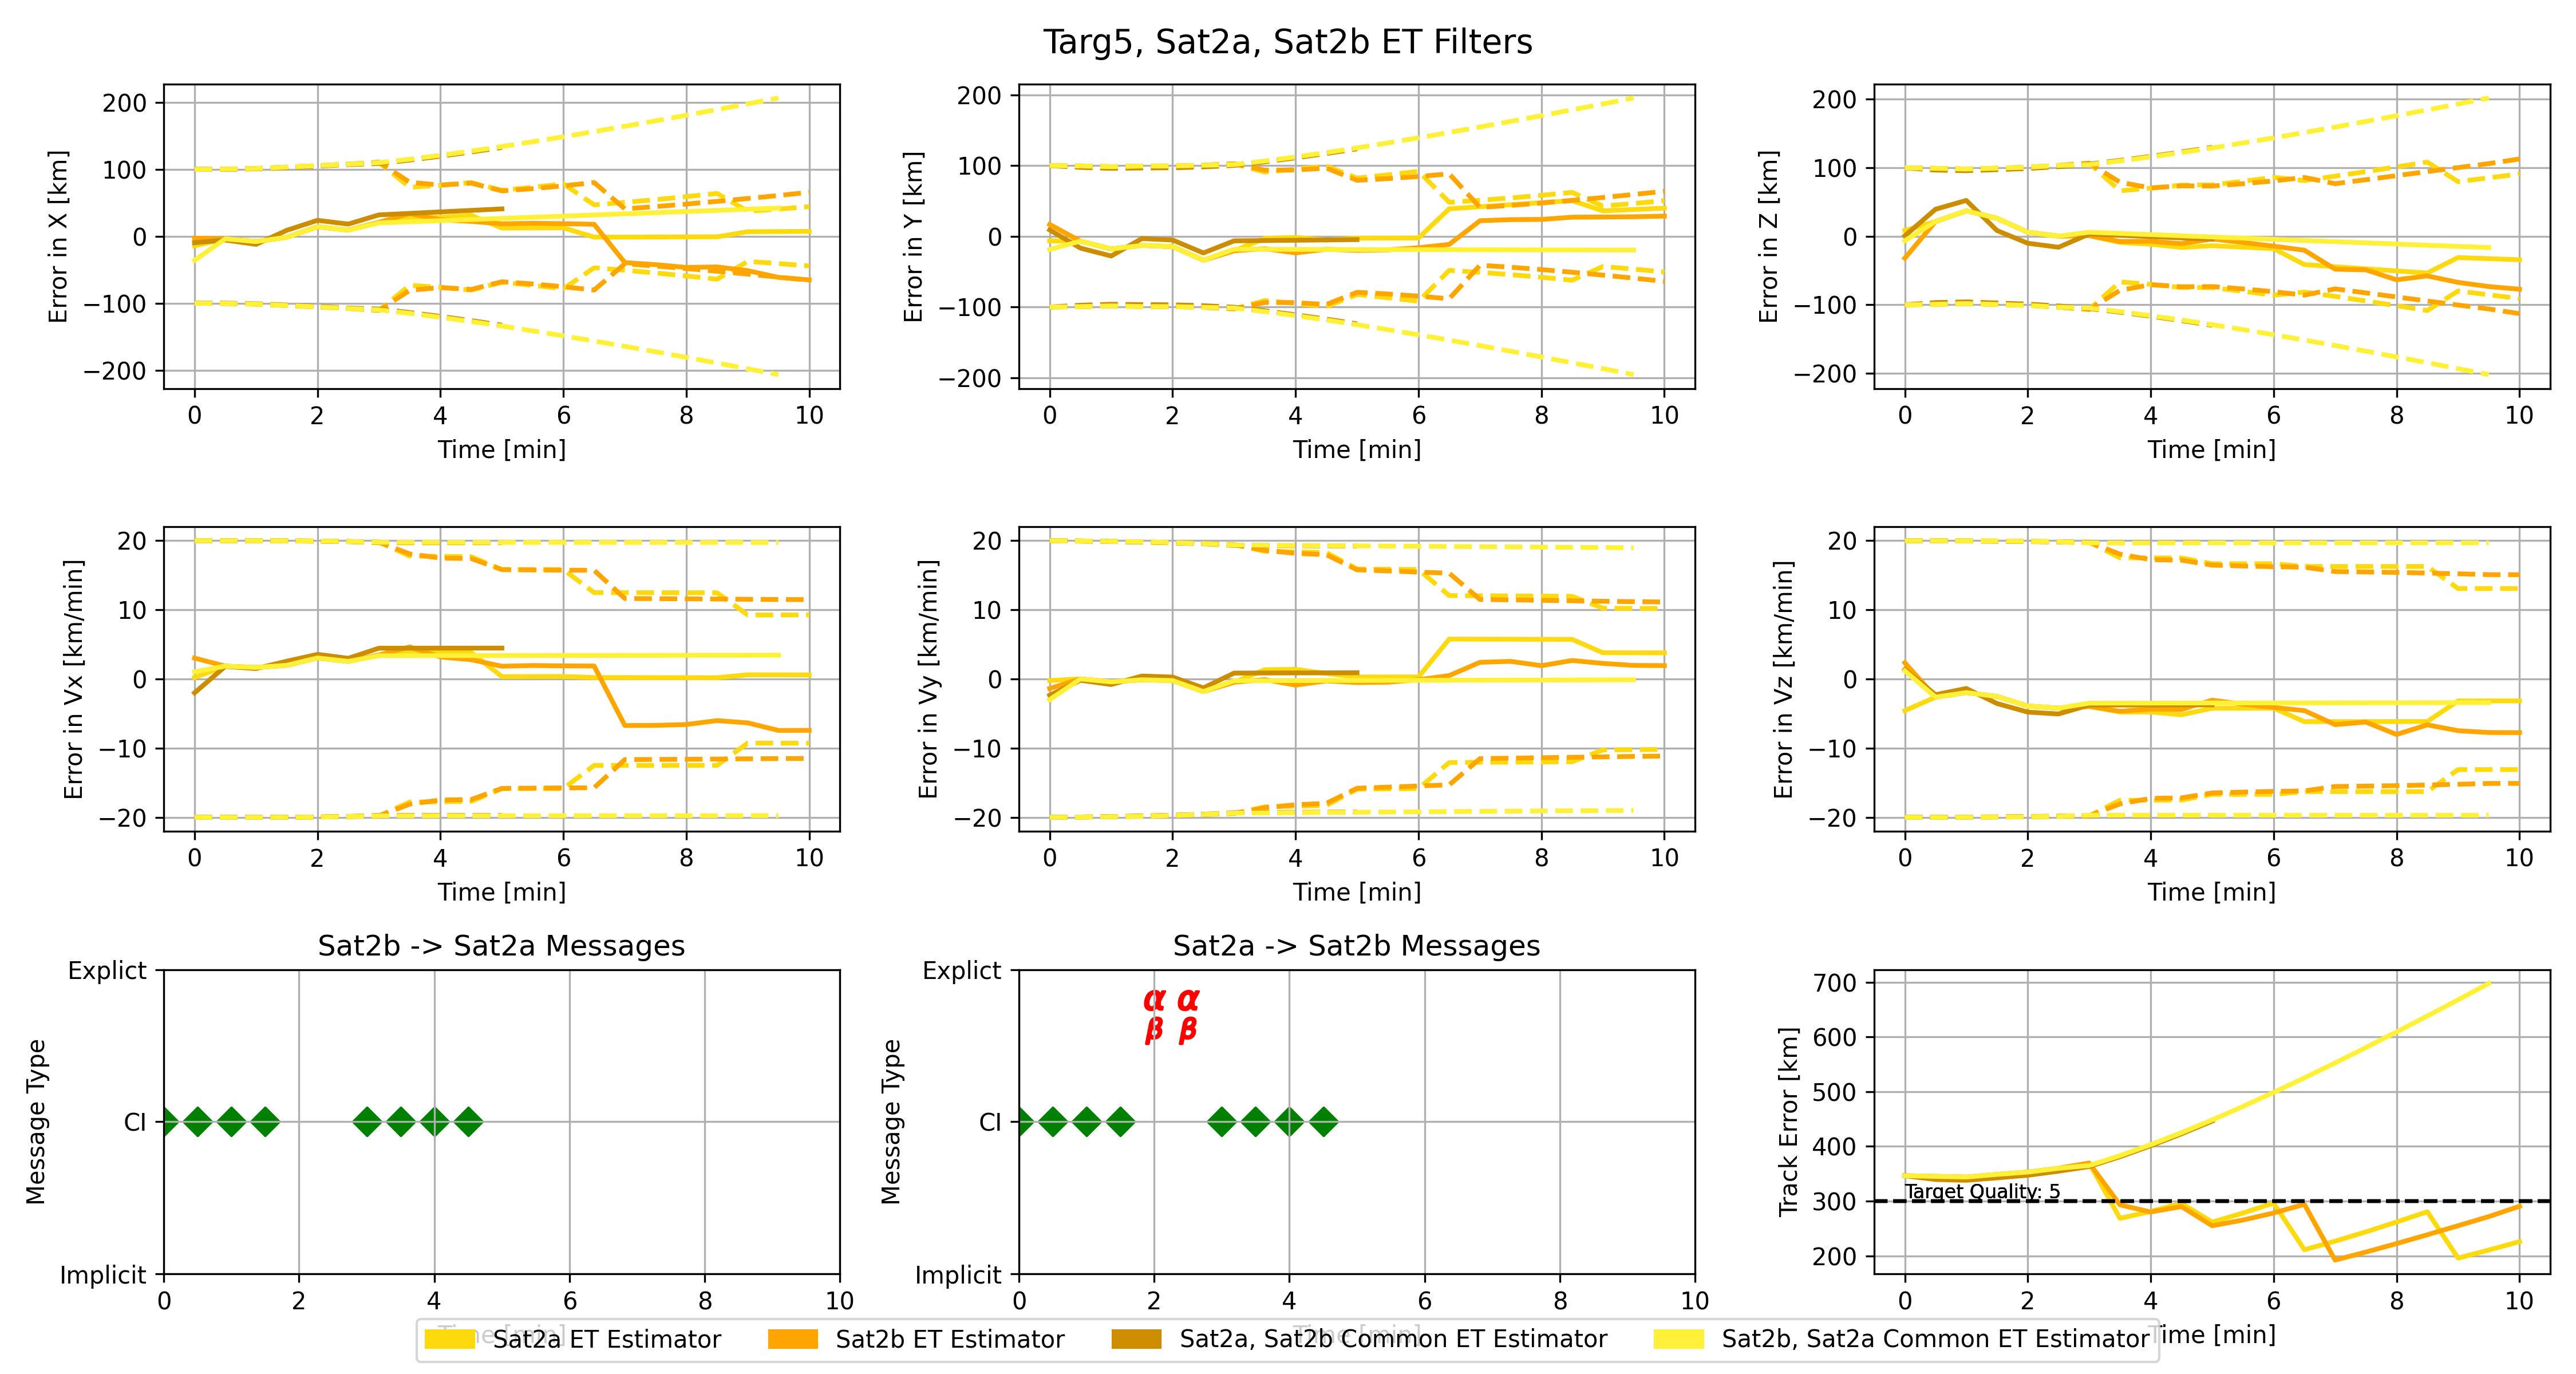 Targ5, Sat2a, Sat2b ET Filters
Error in X [km]
200
100
0
−100
−200
0 2 4 6 8 10
Time [min]
Error in Y [km]
200
100
0
−100
−200
0 2 4 6 8 10
Time [min]
Error in Z [km]
200
100
0
−100
−200
0 2 4 6 8 10
Time [min]
Error in Vx [km/min]
20
10
0
−10
−20
0 2 4 6 8 10
Time [min]
Error in Vy [km/min]
20
10
0
−10
−20
0 2 4 6 8 10
Time [min]
Error in Vz [km/min]
20
10
0
−10
−20
0 2 4 6 8 10
Time [min]
Sat2b -> Sat2a Messages
Message Type
Explict
CI
Implicit
0 2 4 6 8 10
Time [min]
Sat2a -> Sat2b Messages
Message Type
Explict
α α
β β
CI
Implicit
0 2 4 6 8 10
Time [min]
Track Error [km]
700
600
500
400
Target Quality: 5
300
200
0 2 4 6 8 10
Time [min]
Sat2a ET Estimator Sat2b ET Estimator Sat2a, Sat2b Common ET Estimator Sat2b, Sat2a Common ET Estimator